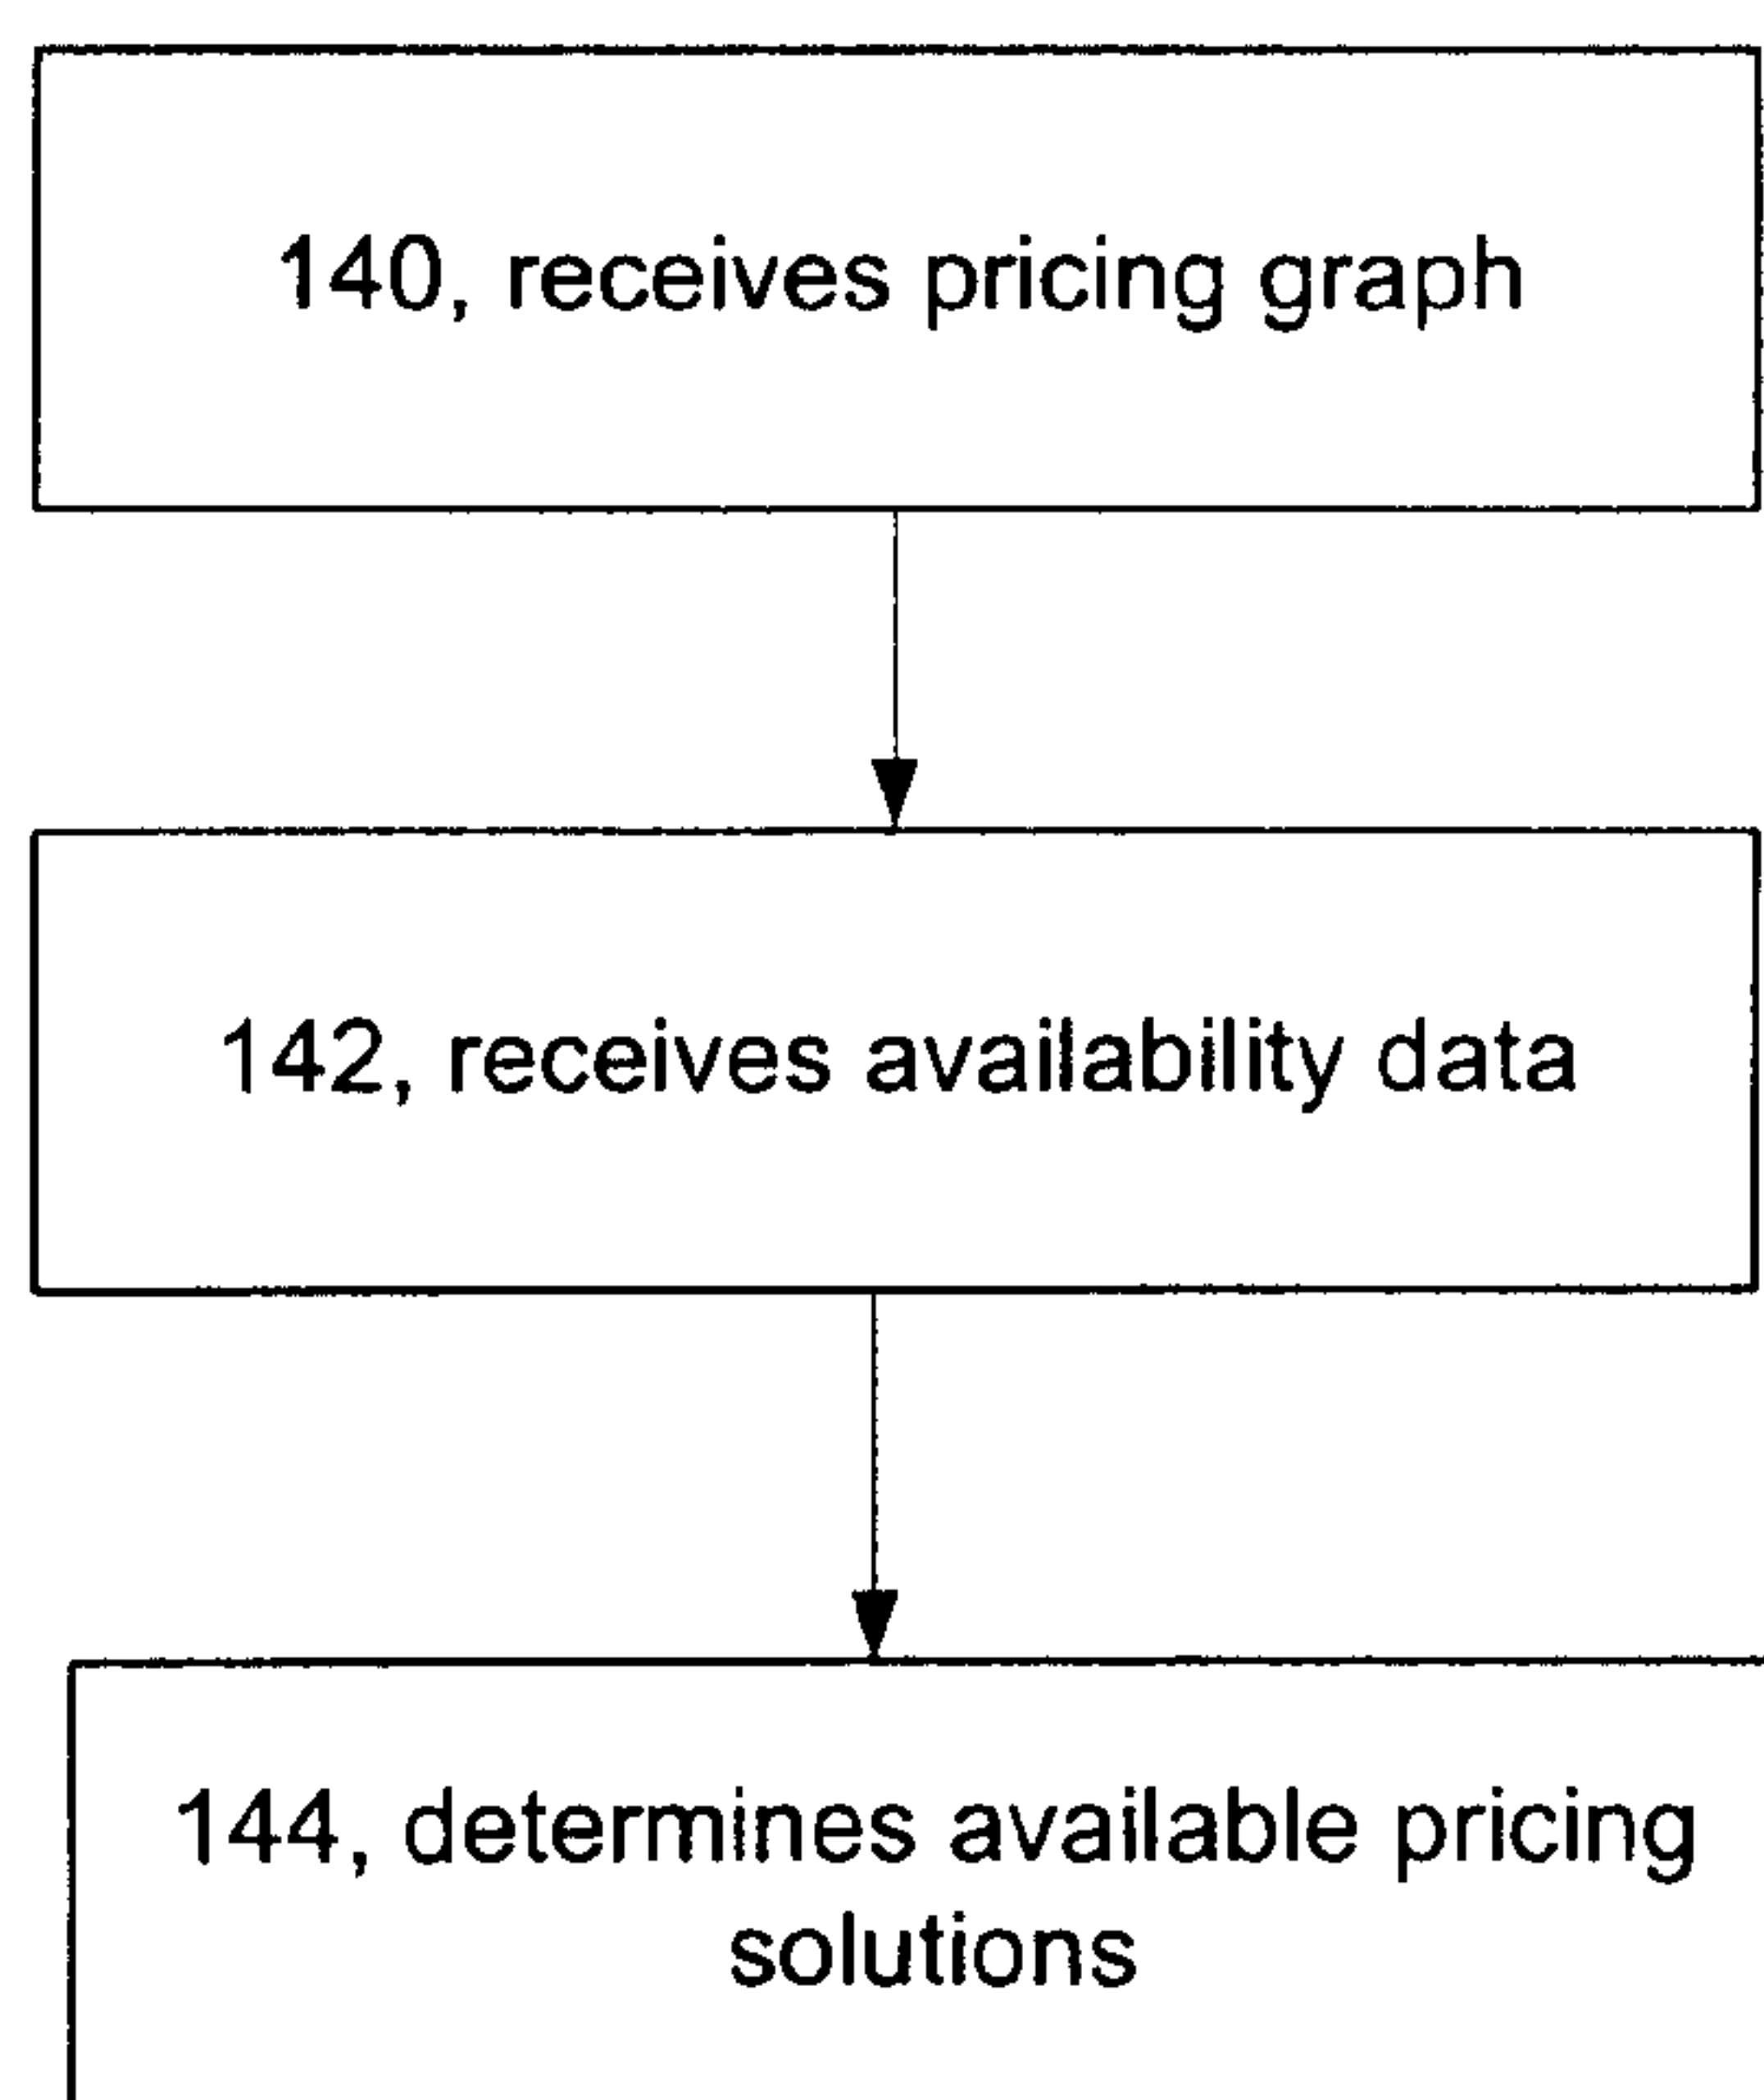 140, receives pricing graph
142, receives availability data
144, determines available pricing
solutions